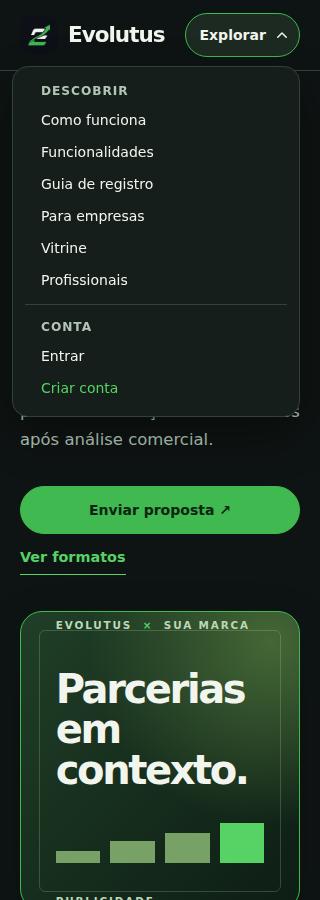 Evolutus
Explorar
DESCOBRIR
Como funciona
Funcionalidades
Guia de registro
Para empresas
Vitrine
Profissionais
CONTA
Entrar
Criar conta
após análise comercial.
Enviar proposta ↗
Ver formatos
EVOLUTUS × SUA MARCA
Parcerias
em
contexto.
PUBLICIDADE